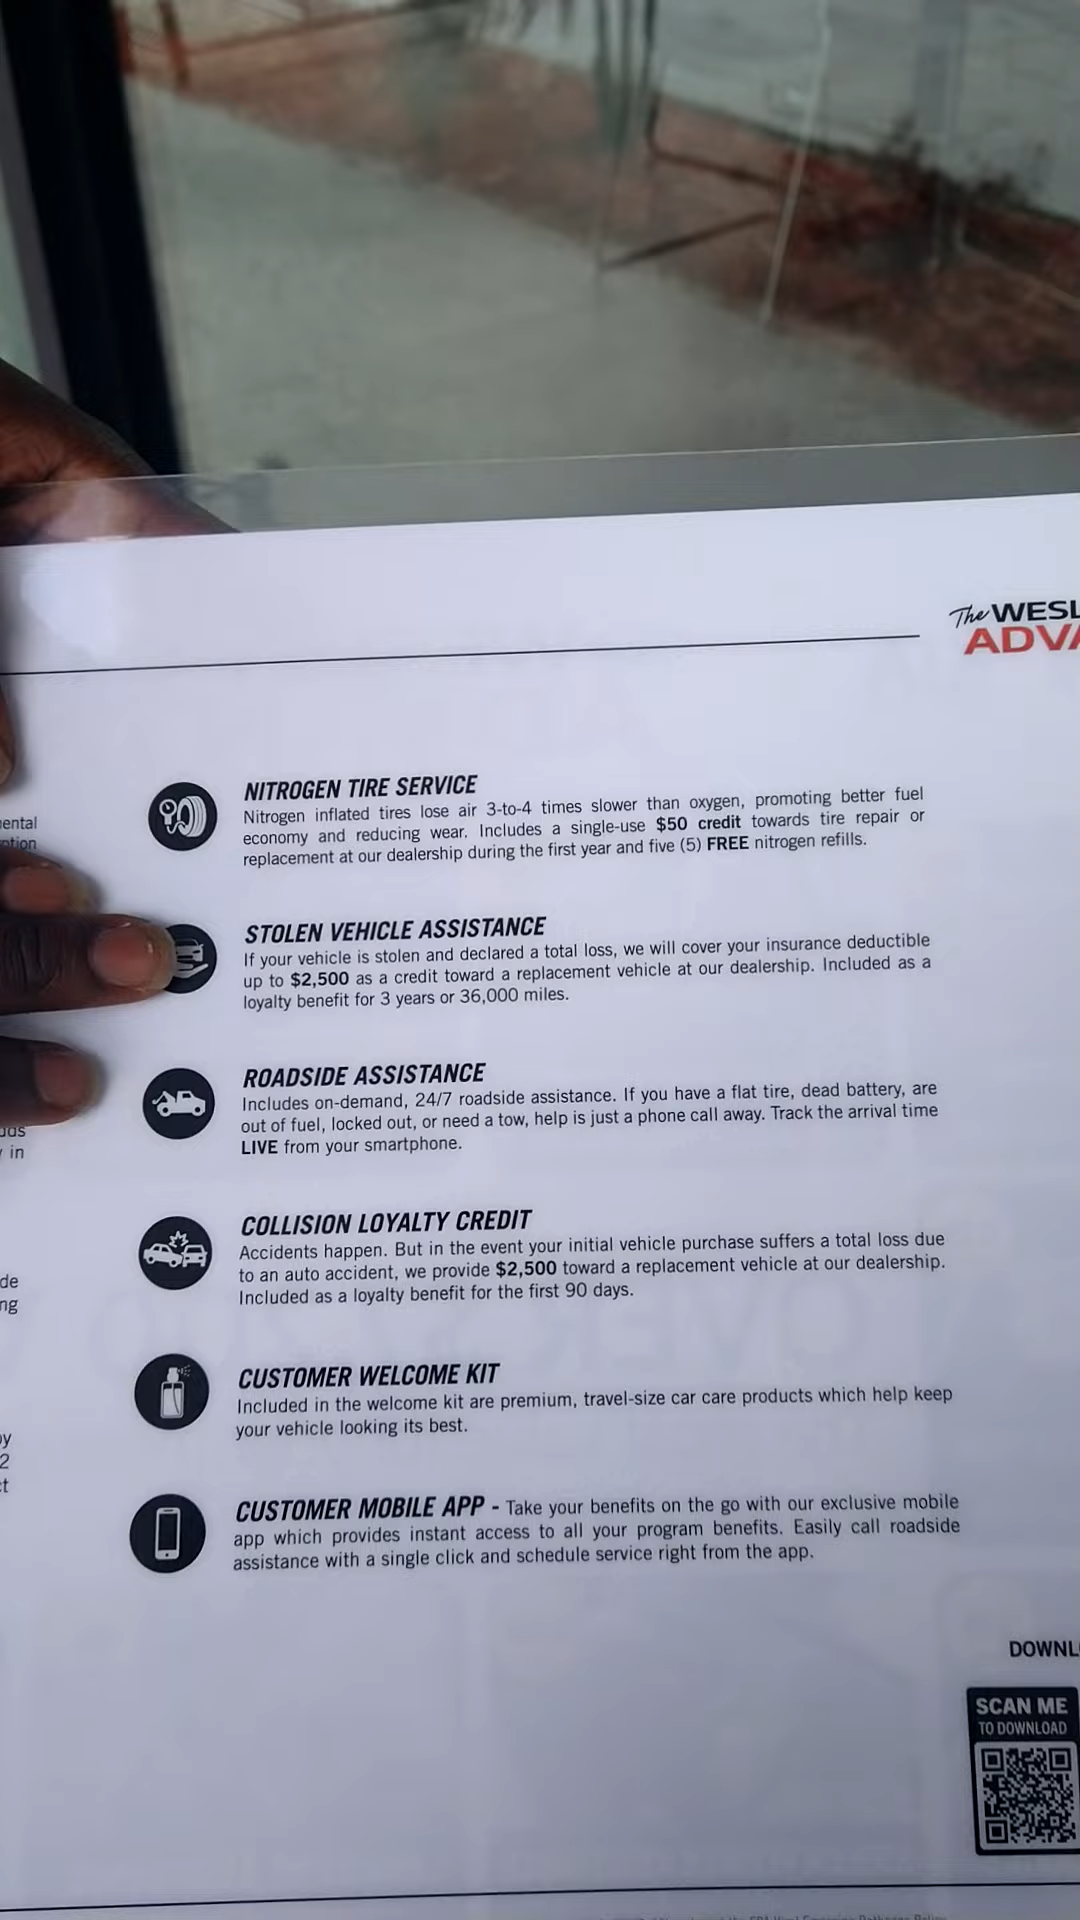 The WESL
ADVA
NITROGEN TIRE SERVICE
Nitrogen inflated tires lose air 3-to-4 times slower than oxygen, promoting better fuel
economy and reducing wear. Includes a single-use $50 credit towards tire repair or
replacement at our dealership during the first year and five (5) FREE nitrogen refills.
ental
ption
STOLEN VEHICLE ASSISTANCE
If your vehicle is stolen and declared a total loss, we will cover your insurance deductible
up to $2,500 as a credit toward a replacement vehicle at our dealership. Included as a
loyalty benefit for 3 years or 36,000 miles.
ROADSIDE ASSISTANCE
Includes on-demand, 24/7 roadside assistance. If you have a flat tire, dead battery, are
out of fuel, locked out, or need a tow, help is just a phone call away. Track the arrival time
LIVE from your smartphone.
in
COLLISION LOYALTY CREDIT
Accidents happen. But in the event your initial vehicle purchase suffers a total loss due
to an auto accident, we provide $2,500 toward a replacement vehicle at our dealership.
Included as a loyalty benefit for the first 90 days.
de
ng
CUSTOMER WELCOME KIT
Included in the welcome kit are premium, travel-size car care products which help keep
your vehicle looking its best.
by
2
ct
CUSTOMER MOBILE APP - Take your benefits on the go with our exclusive mobile
app which provides instant access to all your program benefits. Easily call roadside
assistance with a single click and schedule service right from the app.
DOWNL
SCAN ME
TO DOWNLOAD